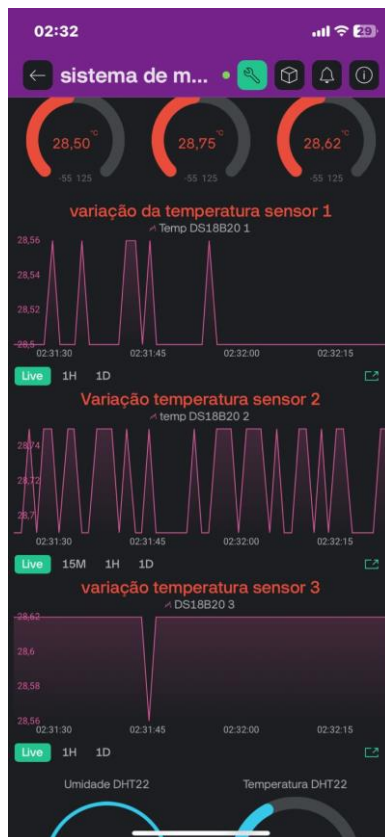 02:32
29
sistema de m...
°C °C °C
28,50 28,75 28,62
-55 125 -55 125 -55 125
variação da temperatura sensor 1
Temp DS18B20 1
28,56
28,54
28,52
28,5
02:31:30 02:31:45 02:32:00 02:32:15
Live 1H 1D
Variação temperatura sensor 2
temp DS18B20 2
28,74
28,72
28,7
02:31:30 02:31:45 02:32:00 02:32:15
Live 15M 1H 1D
variação temperatura sensor 3
DS18B20 3
28,62
28,6
28,58
28,56
02:31:30 02:31:45 02:32:00 02:32:15
Live 1H 1D
Umidade DHT22 Temperatura DHT22